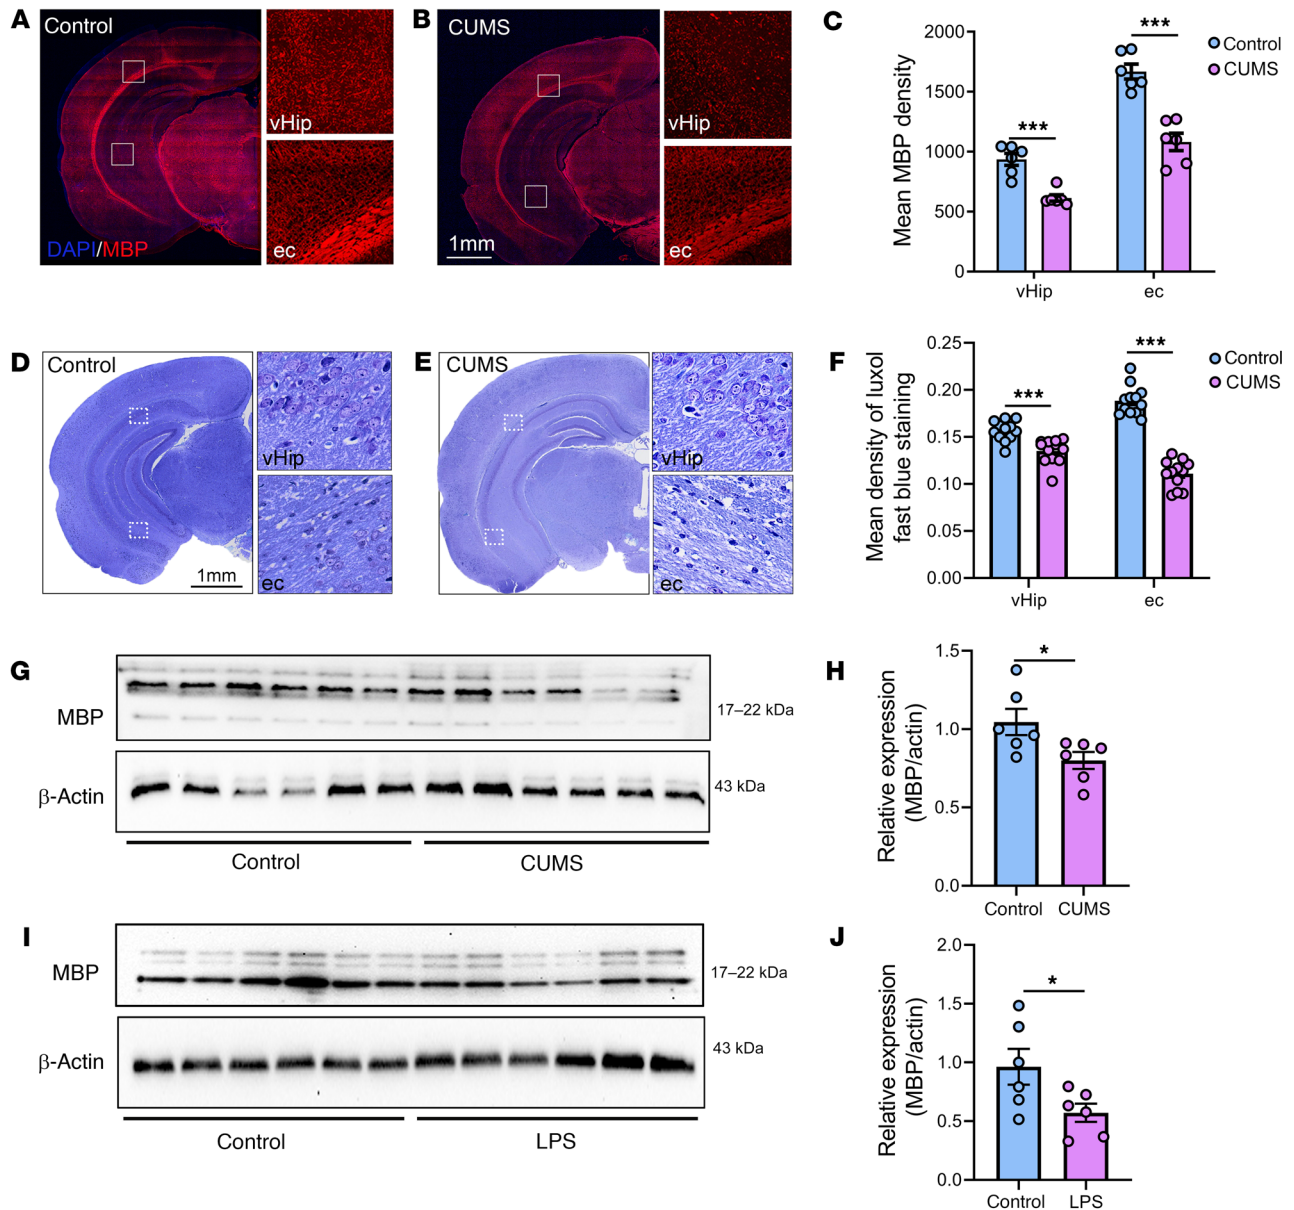 A
Control
vHip
ec
DAPI/MBP
B
CUMS
vHip
ec
1mm
C
Mean MBP density
2000
1500
1000
500
0
***
***
vHip
ec
Control
CUMS
D
Control
vHip
ec
1mm
E
CUMS
vHip
ec
F
Mean density of luxol
fast blue staining
0.25
0.20
0.15
0.10
0.05
0.00
***
***
vHip
ec
Control
CUMS
G
MBP
17–22 kDa
β-Actin
43 kDa
Control
CUMS
H
Relative expression
(MBP/actin)
1.5
1.0
0.5
0.0
*
Control
CUMS
I
MBP
17–22 kDa
β-Actin
43 kDa
Control
LPS
J
Relative expression
(MBP/actin)
2.0
1.5
1.0
0.5
0.0
*
Control
LPS